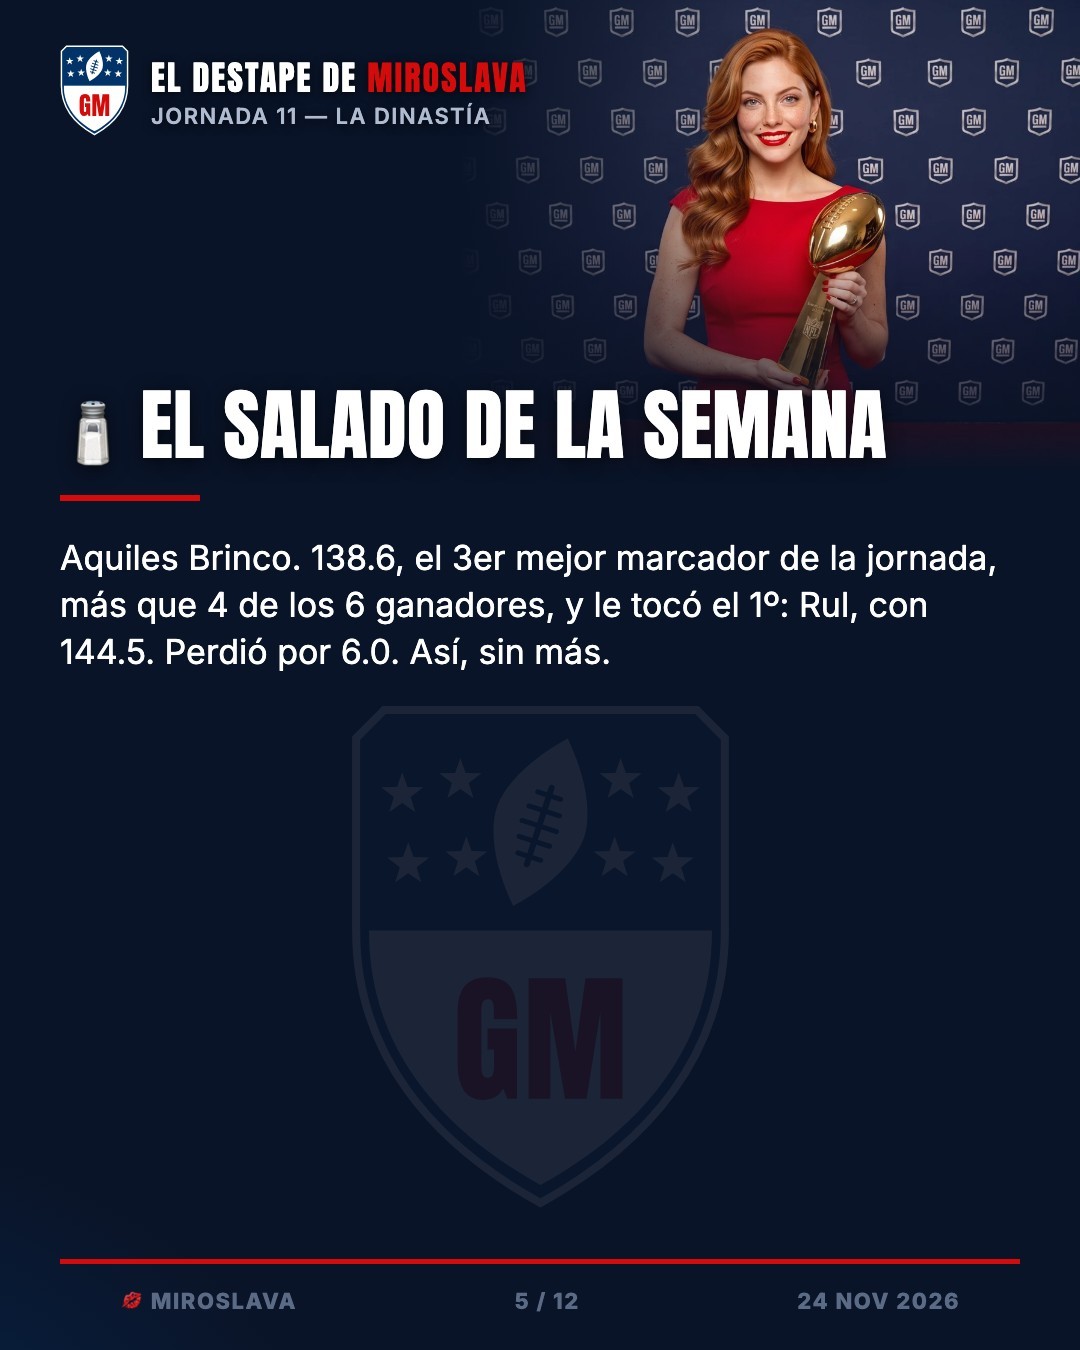 EL DESTAPE DE MIROSLAVA
JORNADA 11 — LA DINASTÍA
GM
EL SALADO DE LA SEMANA
Aquiles Brinco. 138.6, el 3er mejor marcador de la jornada,
más que 4 de los 6 ganadores, y le tocó el 1º: Rul, con
144.5. Perdió por 6.0. Así, sin más.
GM
MIROSLAVA
5 / 12
24 NOV 2026